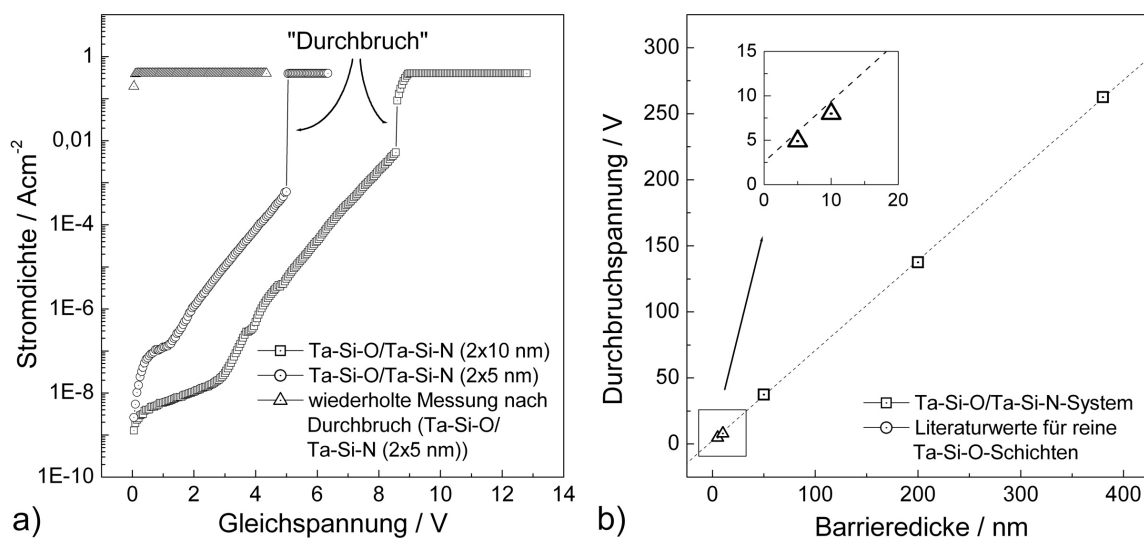 "Durchbruch"
1
0,01
1E-4
1E-6
1E-8
1E-10
Stromdichte / Acm-2
Ta-Si-O/Ta-Si-N (2x10 nm)
Ta-Si-O/Ta-Si-N (2x5 nm)
wiederholte Messung nach
Durchbruch (Ta-Si-O/
Ta-Si-N (2x5 nm))
0 2 4 6 8 10 12 14
Gleichspannung / V
a)
300
250
200
150
100
50
0
Durchbruchspannung / V
15
10
5
0
0 10 20
Ta-Si-O/Ta-Si-N-System
Literaturwerte für reine
Ta-Si-O-Schichten
0 100 200 300 400
Barrieredicke / nm
b)